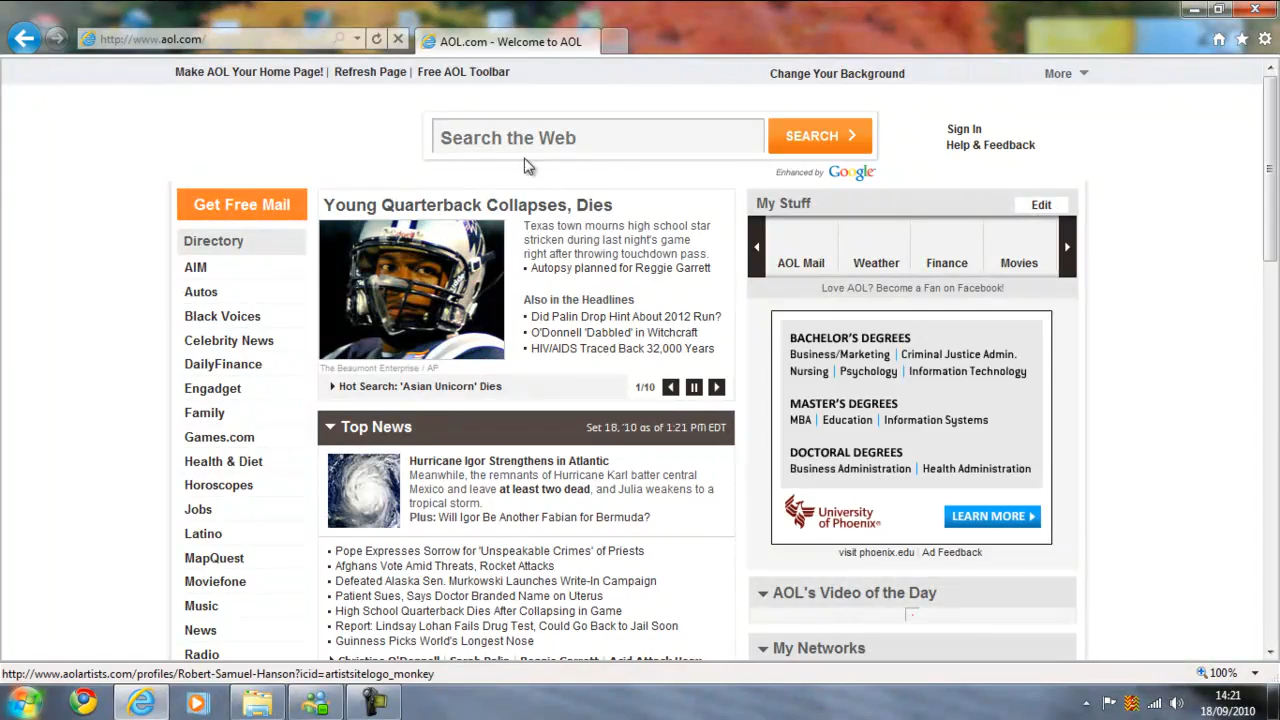 http://www.aol.com/
AOL.com - Welcome to AOL
Make AOL Your Home Page! | Refresh Page | Free AOL Toolbar
Change Your Background
More
Search the Web
SEARCH
Sign In
Help & Feedback
Enhanced by Google
Get Free Mail
Directory
AIM
Autos
Black Voices
Celebrity News
DailyFinance
Engadget
Family
Games.com
Health & Diet
Horoscopes
Jobs
Latino
MapQuest
Moviefone
Music
News
Radio
Young Quarterback Collapses, Dies
Texas town mourns high school star
stricken during last night's game
right after throwing touchdown pass.
Autopsy planned for Reggie Garrett
Also in the Headlines
Did Palin Drop Hint About 2012 Run?
O'Donnell 'Dabbled' in Witchcraft
HIV/AIDS Traced Back 32,000 Years
The Beaumont Enterprise / AP
Hot Search: 'Asian Unicorn' Dies
1/10
Top News
Set 18, '10 as of 1:21 PM EDT
Hurricane Igor Strengthens in Atlantic
Meanwhile, the remnants of Hurricane Karl batter central
Mexico and leave at least two dead, and Julia weakens to a
tropical storm.
Plus: Will Igor Be Another Fabian for Bermuda?
Pope Expresses Sorrow for 'Unspeakable Crimes' of Priests
Afghans Vote Amid Threats, Rocket Attacks
Defeated Alaska Sen. Murkowski Launches Write-In Campaign
Patient Sues, Says Doctor Branded Name on Uterus
High School Quarterback Dies After Collapsing in Game
Report: Lindsay Lohan Fails Drug Test, Could Go Back to Jail Soon
Guinness Picks World's Longest Nose
Christine O'Donnell Sarah Palin Reggie Garrett Acid Attack Hoax
My Stuff
Edit
AOL Mail
Weather
Finance
Movies
Love AOL? Become a Fan on Facebook!
BACHELOR'S DEGREES
Business/Marketing | Criminal Justice Admin.
Nursing | Psychology | Information Technology
MASTER'S DEGREES
MBA | Education | Information Systems
DOCTORAL DEGREES
Business Administration | Health Administration
University of Phoenix®
LEARN MORE
visit phoenix.edu | Ad Feedback
AOL's Video of the Day
My Networks
http://www.aolartists.com/profiles/Robert-Samuel-Hanson?icid=artistsitelogo_monkey
100%
14:21
18/09/2010